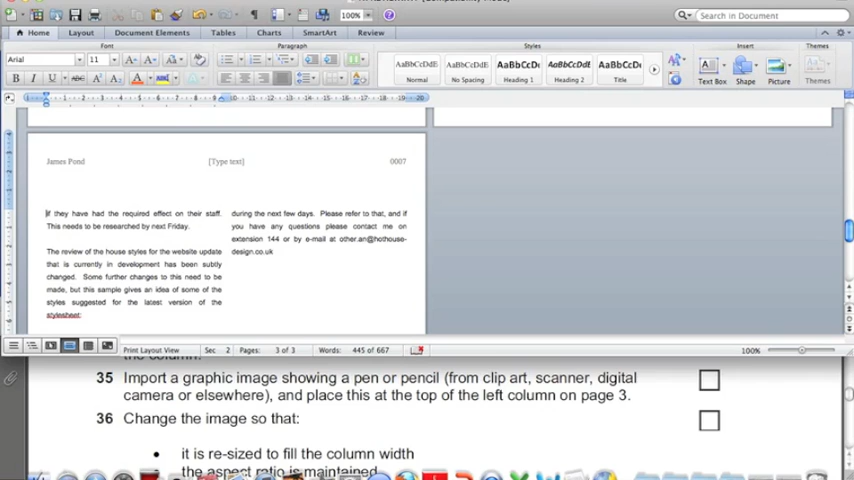 100%
Search in Document
Home Layout Document Elements Tables Charts SmartArt Review
Font Paragraph Styles Insert Themes
Arial 11
AaBbCcDc AaBbCcDc AaBbCcDc AaBbCcDc AaBbC
Normal No Spacing Heading 1 Heading 2 Title
Text Box Shape Picture Themes
James Pond [Type text] 0007
if they have had the required effect on their staff.
This needs to be researched by next Friday.
The review of the house styles for the website update
that is currently in development has been subtly
changed. Some further changes to this need to be
made, but this sample gives an idea of some of the
styles suggested for the latest version of the
stylesheet:
during the next few days. Please refer to that, and if
you have any questions please contact me on
extension 144 or by e-mail at other.an@hothouse-
design.co.uk
Print Layout View Sec 2 Pages: 3 of 3 Words: 445 of 667 100%
the column.
35 Import a graphic image showing a pen or pencil (from clip art, scanner, digital
camera or elsewhere), and place this at the top of the left column on page 3.
36 Change the image so that:
• it is re-sized to fill the column width
• the aspect ratio is maintained